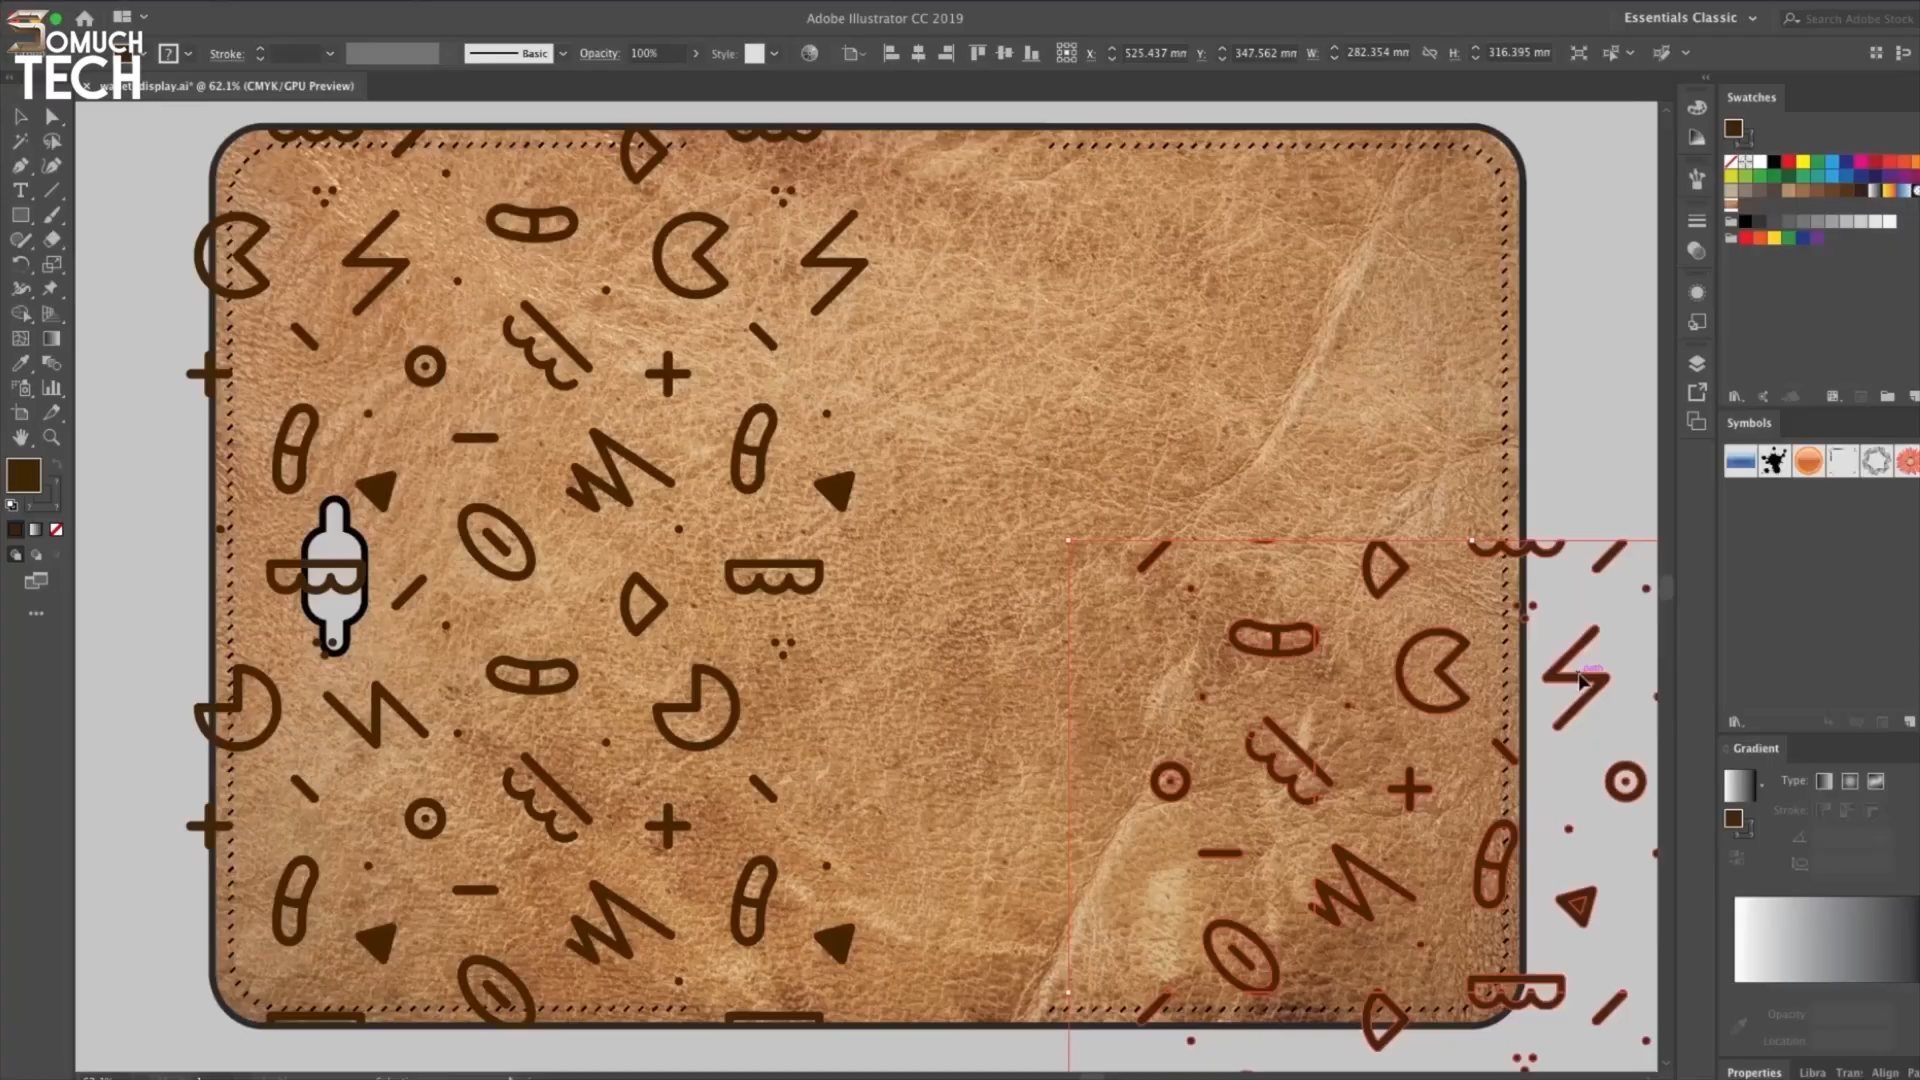 SOMUCH
TECH
Adobe Illustrator CC 2019
Essentials Classic
Search Adobe Stock
Stroke:
Basic
Opacity: 100%
Style:
X: 525.437 mm
Y: 347.562 mm
W: 282.354 mm
H: 316.395 mm
display.ai* @ 62.1% (CMYK/GPU Preview)
Swatches
path
Symbols
Gradient
Type:
Stroke:
Opacity:
Location:
Properties
Libra
Tran
Align
Pa